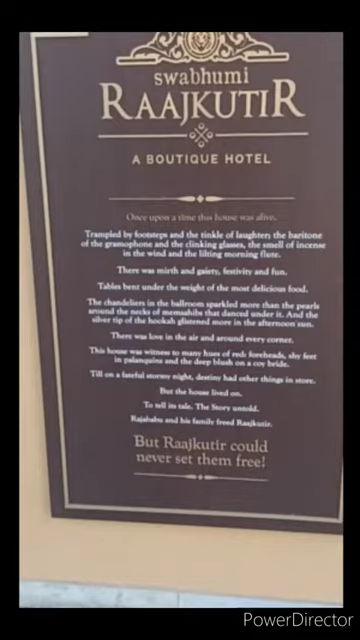 swabhumi
RAAJKUTIR
A BOUTIQUE HOTEL
Once upon a time this house was alive.
Trampled by footsteps and the tinkle of laughter; the baritone
of the gramophone and the clinking glasses, the smell of incense
in the wind and the lilting morning flute.
There was mirth and gaiety, festivity and fun.
Tables bent under the weight of the most delicious food.
The chandeliers in the ballroom sparkled more than the pearls
around the necks of memsahibs that danced under it. And the
silver tip of the hookah glistened more in the afternoon sun.
There was love in the air and around every corner.
This house was witness to many hues of red: foreheads, shy feet
in palanquins and the deep blush on a coy bride.
Till on a fateful stormy night, destiny had other things in store.
But the house lived on.
To tell its tale. The Story untold.
Rajababu and his family freed Raajkutir.
But Raajkutir could
never set them free!
PowerDirector